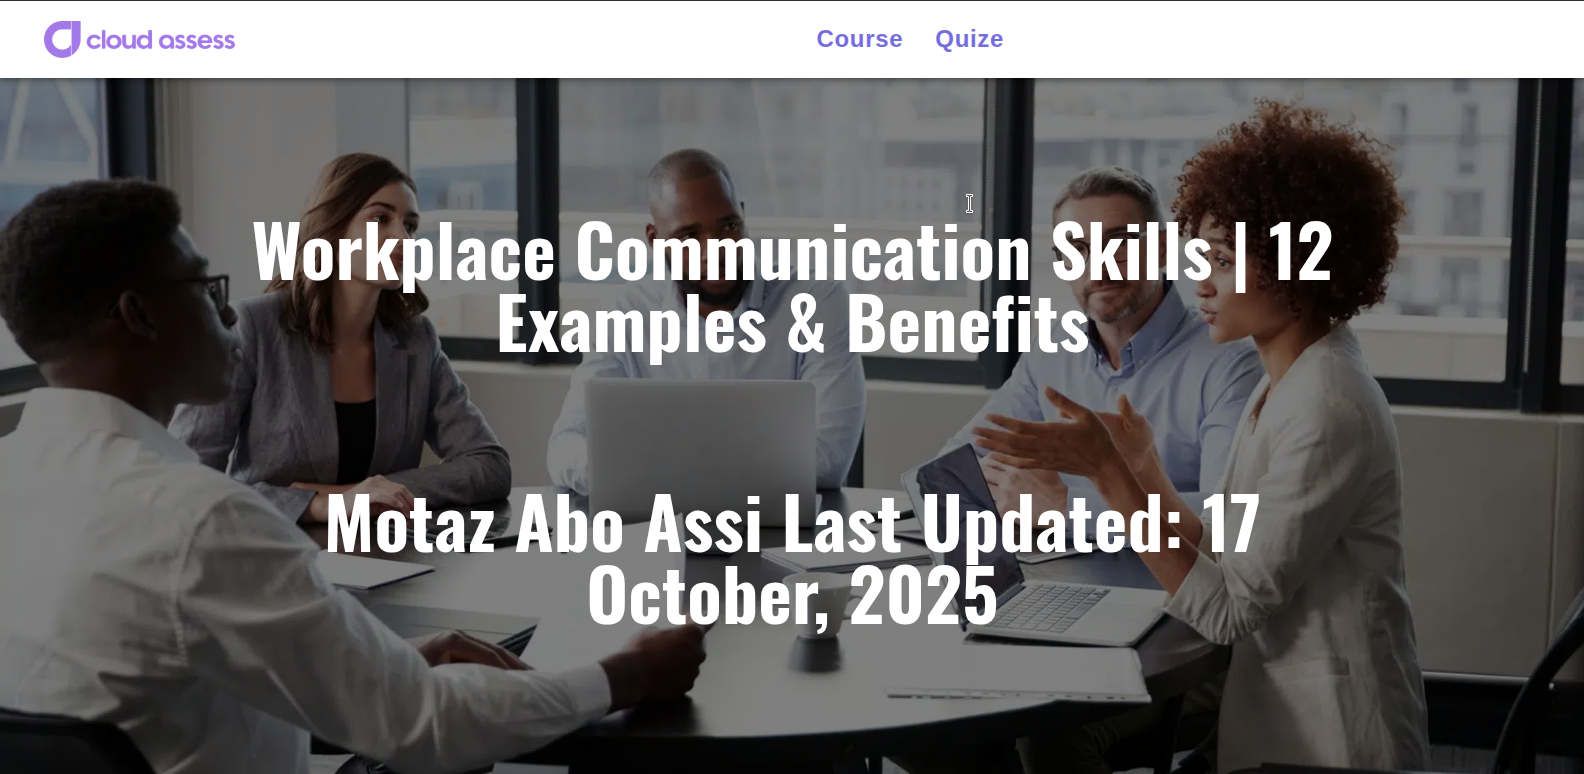 cloud assess
Course Quize
Workplace Communication Skills | 12
Examples & Benefits
Motaz Abo Assi Last Updated: 17
October, 2025